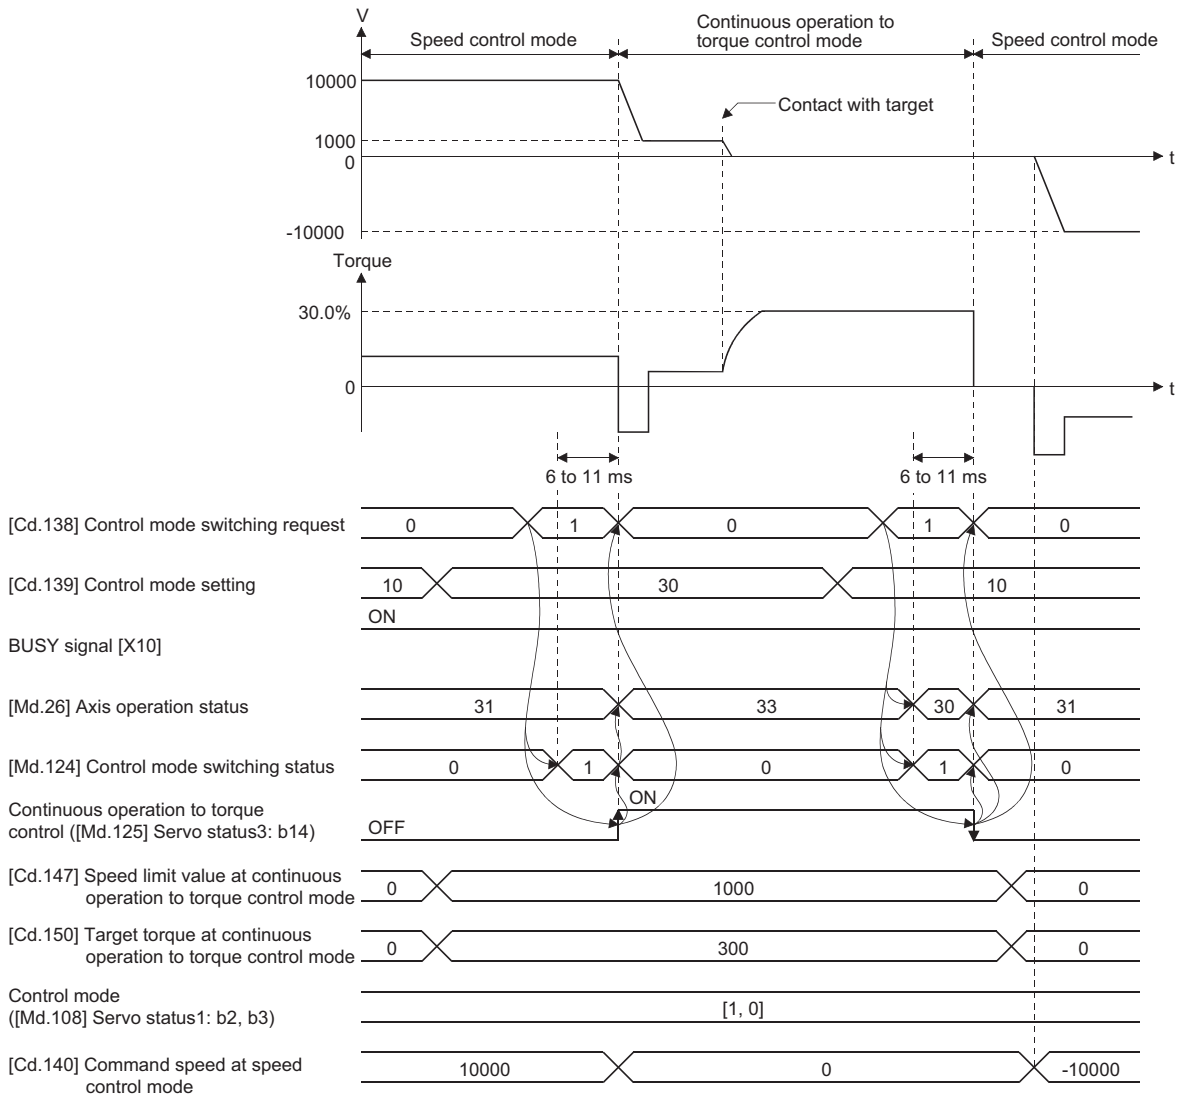 V
Speed control mode
Continuous operation to
torque control mode
Speed control mode
10000
Contact with target
1000
0
t
-10000
Torque
30.0%
0
t
6 to 11 ms
6 to 11 ms
[Cd.138] Control mode switching request
0
1
0
1
0
[Cd.139] Control mode setting
10
30
10
ON
BUSY signal [X10]
[Md.26] Axis operation status
31
33
30
31
[Md.124] Control mode switching status
0
1
0
1
0
Continuous operation to torque
control ([Md.125] Servo status3: b14)
OFF
ON
[Cd.147] Speed limit value at continuous
operation to torque control mode
0
1000
0
[Cd.150] Target torque at continuous
operation to torque control mode
0
300
0
Control mode
([Md.108] Servo status1: b2, b3)
[1, 0]
[Cd.140] Command speed at speed
control mode
10000
0
-10000